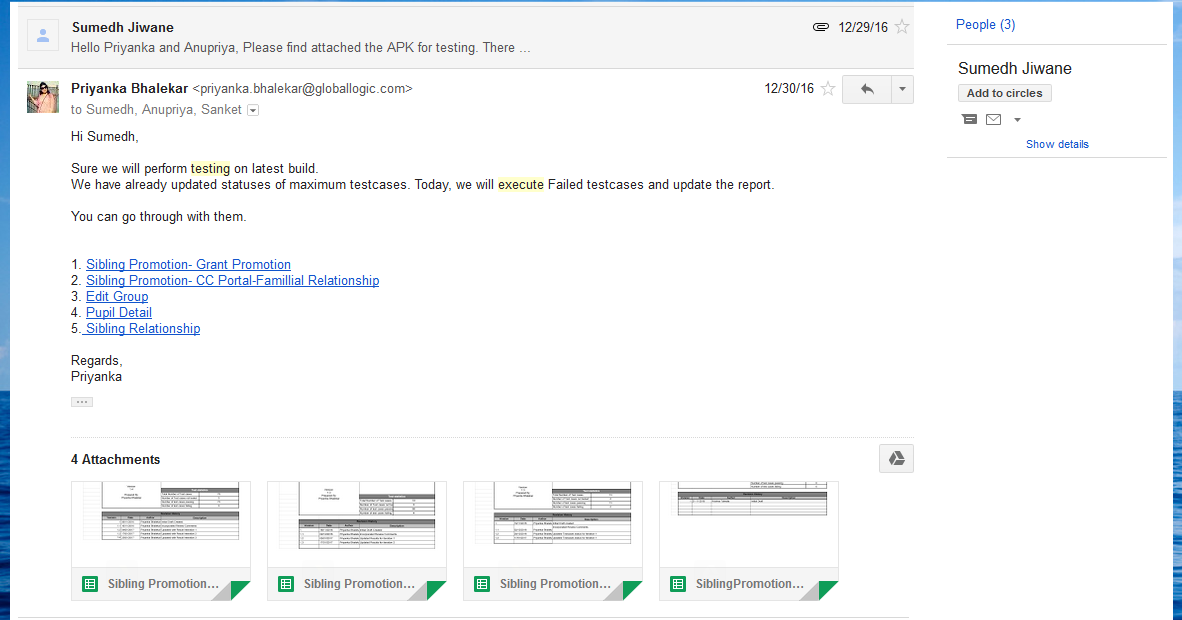 Sumedh Jiwane
12/29/16
Hello Priyanka and Anupriya, Please find attached the APK for testing. There ...
Priyanka Bhalekar <priyanka.bhalekar@globallogic.com>
12/30/16
to Sumedh, Anupriya, Sanket
Hi Sumedh,
Sure we will perform testing on latest build.
We have already updated statuses of maximum testcases. Today, we will execute Failed testcases and update the report.
You can go through with them.
1. Sibling Promotion- Grant Promotion
2. Sibling Promotion- CC Portal-Famillial Relationship
3. Edit Group
4. Pupil Detail
5. Sibling Relationship
Regards,
Priyanka
4 Attachments
Sibling Promotion...
Sibling Promotion...
Sibling Promotion...
SiblingPromotion...
People (3)
Sumedh Jiwane
Add to circles
Show details